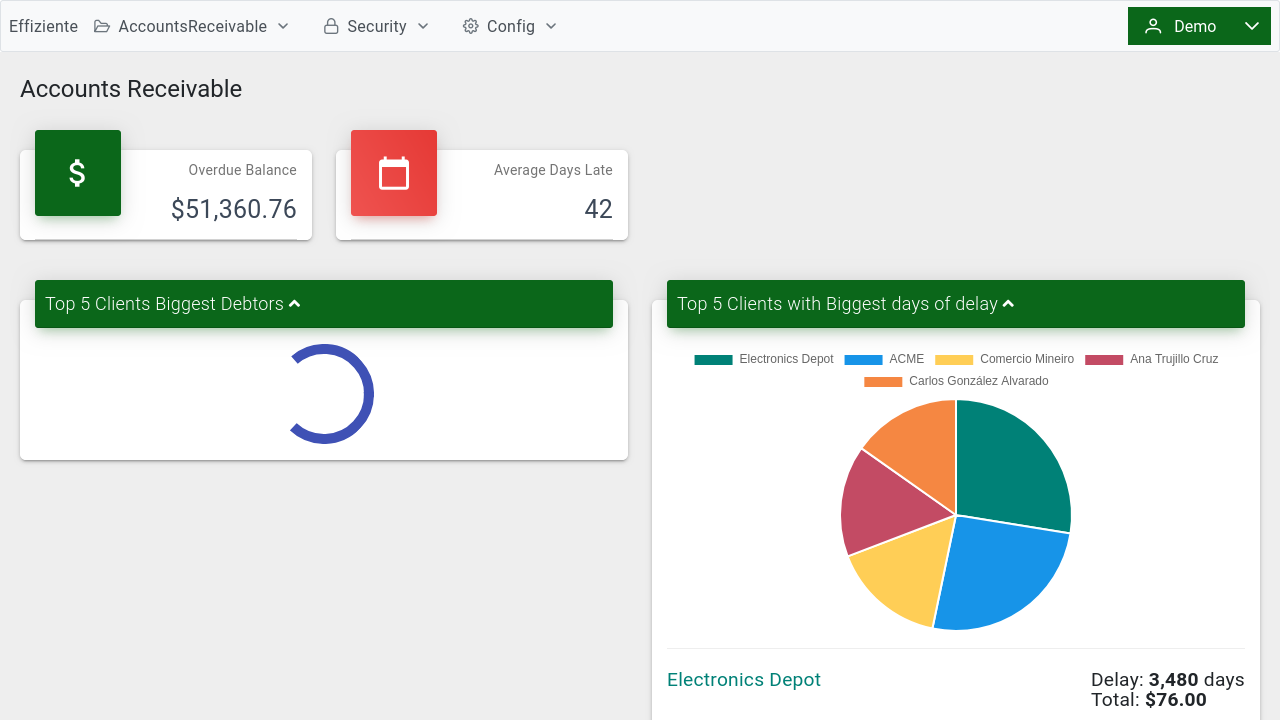 Effiziente AccountsReceivable Security Config Demo
Accounts Receivable
Overdue Balance
$51,360.76
Average Days Late
42
Top 5 Clients Biggest Debtors
Top 5 Clients with Biggest days of delay
Electronics Depot ACME Comercio Mineiro Ana Trujillo Cruz
Carlos González Alvarado
Electronics Depot
Delay: 3,480 days
Total: $76.00